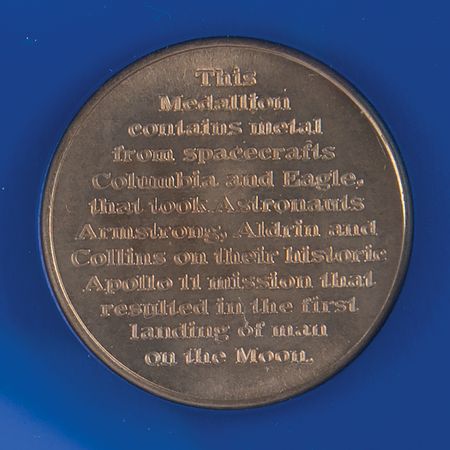 This
Medallion
contains metal
from spacecrafts
Columbia and Eagle,
that took Astronauts
Armstrong, Aldrin and
Collins on their historic
Apollo 11 mission that
resulted in the first
landing of man
on the Moon.